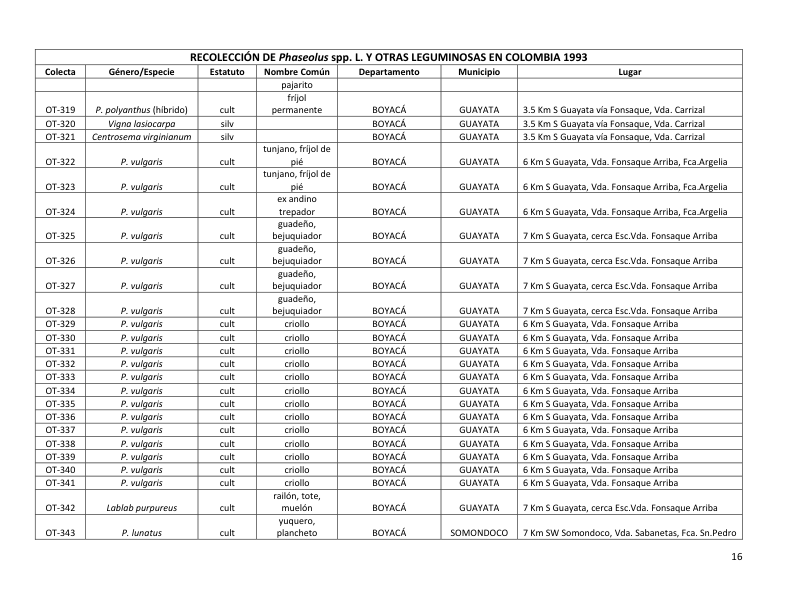 RECOLECCIÓN DE Phaseolus spp. L. Y OTRAS LEGUMINOSAS EN COLOMBIA 1993
Colecta Género/Especie Estatuto Nombre Común Departamento Municipio Lugar
pajarito
fríjol
OT-319 P. polyanthus (híbrido) cult permanente BOYACÁ GUAYATA 3.5 Km S Guayata vía Fonsaque, Vda. Carrizal
OT-320 Vigna lasiocarpa silv BOYACÁ GUAYATA 3.5 Km S Guayata vía Fonsaque, Vda. Carrizal
OT-321 Centrosema virginianum silv BOYACÁ GUAYATA 3.5 Km S Guayata vía Fonsaque, Vda. Carrizal
tunjano, fríjol de
OT-322 P. vulgaris cult pié BOYACÁ GUAYATA 6 Km S Guayata, Vda. Fonsaque Arriba, Fca.Argelia
tunjano, fríjol de
OT-323 P. vulgaris cult pié BOYACÁ GUAYATA 6 Km S Guayata, Vda. Fonsaque Arriba, Fca.Argelia
ex andino
OT-324 P. vulgaris cult trepador BOYACÁ GUAYATA 6 Km S Guayata, Vda. Fonsaque Arriba, Fca.Argelia
guadeño,
OT-325 P. vulgaris cult bejuquiador BOYACÁ GUAYATA 7 Km S Guayata, cerca Esc.Vda. Fonsaque Arriba
guadeño,
OT-326 P. vulgaris cult bejuquiador BOYACÁ GUAYATA 7 Km S Guayata, cerca Esc.Vda. Fonsaque Arriba
guadeño,
OT-327 P. vulgaris cult bejuquiador BOYACÁ GUAYATA 7 Km S Guayata, cerca Esc.Vda. Fonsaque Arriba
guadeño,
OT-328 P. vulgaris cult bejuquiador BOYACÁ GUAYATA 7 Km S Guayata, cerca Esc.Vda. Fonsaque Arriba
OT-329 P. vulgaris cult criollo BOYACÁ GUAYATA 6 Km S Guayata, Vda. Fonsaque Arriba
OT-330 P. vulgaris cult criollo BOYACÁ GUAYATA 6 Km S Guayata, Vda. Fonsaque Arriba
OT-331 P. vulgaris cult criollo BOYACÁ GUAYATA 6 Km S Guayata, Vda. Fonsaque Arriba
OT-332 P. vulgaris cult criollo BOYACÁ GUAYATA 6 Km S Guayata, Vda. Fonsaque Arriba
OT-333 P. vulgaris cult criollo BOYACÁ GUAYATA 6 Km S Guayata, Vda. Fonsaque Arriba
OT-334 P. vulgaris cult criollo BOYACÁ GUAYATA 6 Km S Guayata, Vda. Fonsaque Arriba
OT-335 P. vulgaris cult criollo BOYACÁ GUAYATA 6 Km S Guayata, Vda. Fonsaque Arriba
OT-336 P. vulgaris cult criollo BOYACÁ GUAYATA 6 Km S Guayata, Vda. Fonsaque Arriba
OT-337 P. vulgaris cult criollo BOYACÁ GUAYATA 6 Km S Guayata, Vda. Fonsaque Arriba
OT-338 P. vulgaris cult criollo BOYACÁ GUAYATA 6 Km S Guayata, Vda. Fonsaque Arriba
OT-339 P. vulgaris cult criollo BOYACÁ GUAYATA 6 Km S Guayata, Vda. Fonsaque Arriba
OT-340 P. vulgaris cult criollo BOYACÁ GUAYATA 6 Km S Guayata, Vda. Fonsaque Arriba
OT-341 P. vulgaris cult criollo BOYACÁ GUAYATA 6 Km S Guayata, Vda. Fonsaque Arriba
railón, tote,
OT-342 Lablab purpureus cult muelón BOYACÁ GUAYATA 7 Km S Guayata, cerca Esc.Vda. Fonsaque Arriba
yuquero,
OT-343 P. lunatus cult plancheto BOYACÁ SOMONDOCO 7 Km SW Somondoco, Vda. Sabanetas, Fca. Sn.Pedro
16